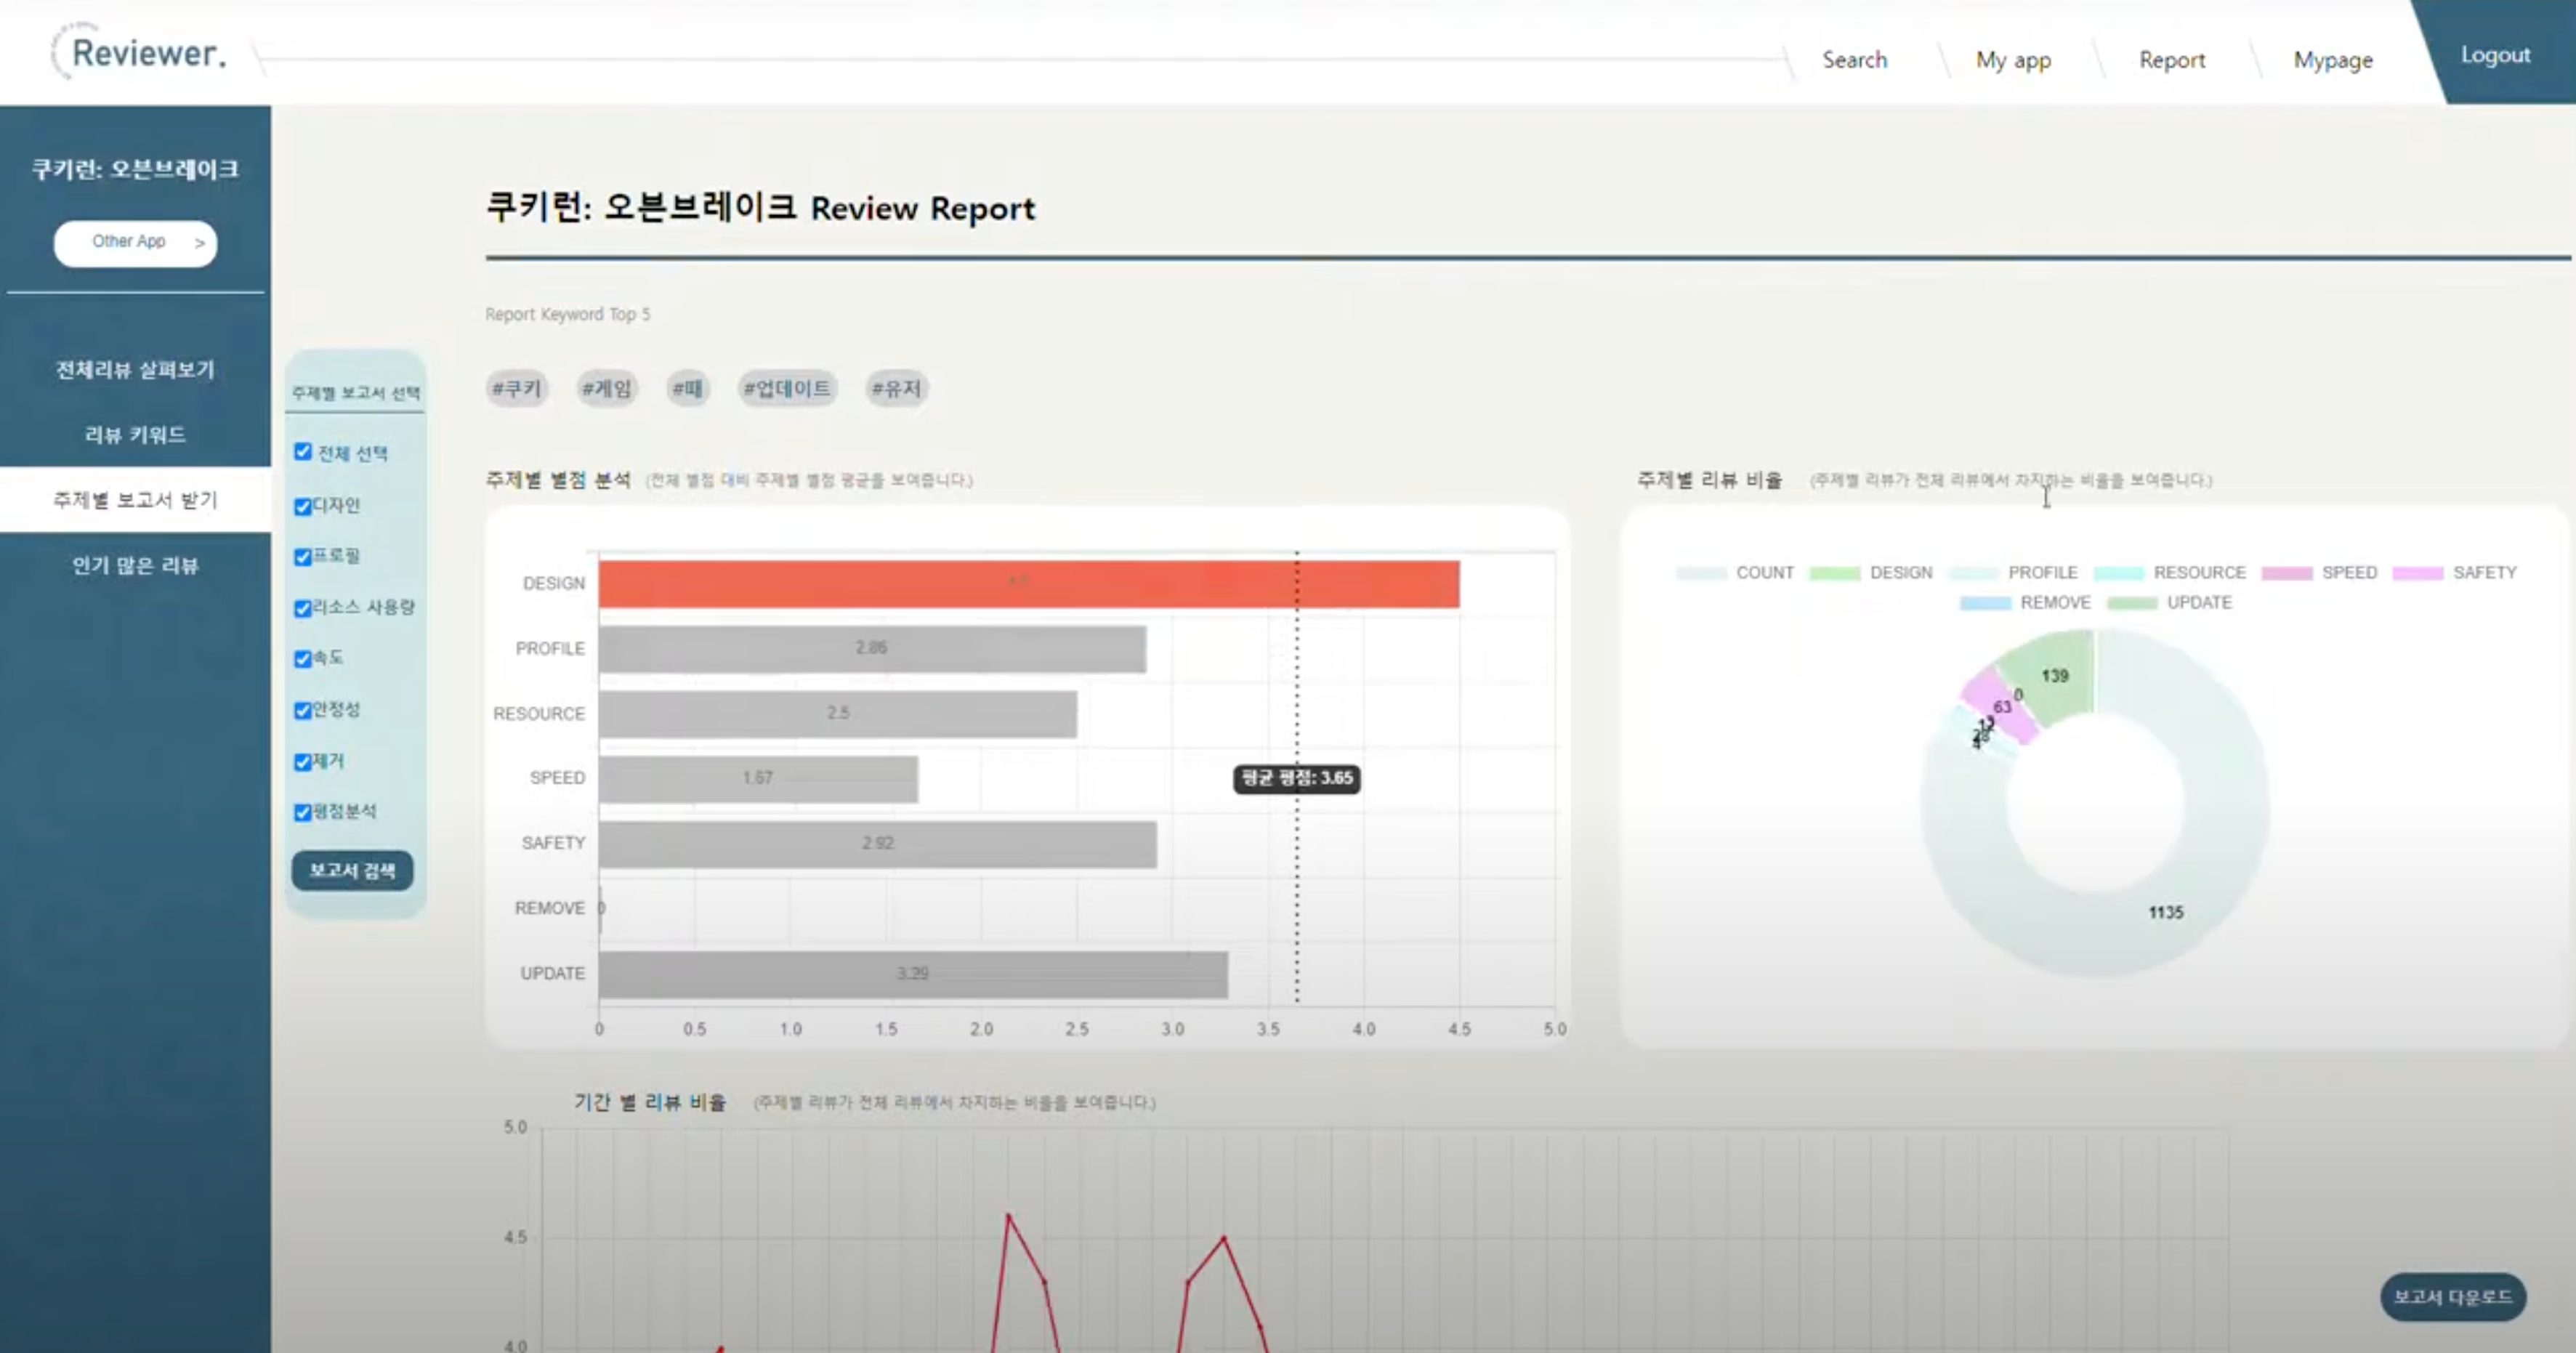 Reviewer.
Search
My app
Report
Mypage
Logout
쿠키런: 오븐브레이크
Other App >
전체리뷰 살펴보기
리뷰 키워드
주제별 보고서 받기
인기 많은 리뷰
주제별 보고서 선택
전체 선택
디자인
프로필
리소스 사용량
속도
안정성
제거
평점분석
보고서 검색
쿠키런: 오븐브레이크 Review Report
Report Keyword Top 5
#쿠키 #게임 #때 #업데이트 #유저
주제별 별점 분석 (전체 별점 대비 주제별 별점 평균을 보여줍니다.)
DESIGN
PROFILE 2.86
RESOURCE 2.5
SPEED 1.67
평균 평점: 3.65
SAFETY 2.92
REMOVE 0
UPDATE 3.29
0 0.5 1.0 1.5 2.0 2.5 3.0 3.5 4.0 4.5 5.0
주제별 리뷰 비율 (주제별 리뷰가 전체 리뷰에서 차지하는 비율을 보여줍니다.)
COUNT DESIGN PROFILE RESOURCE SPEED SAFETY
REMOVE UPDATE
139
0
63
1135
기간 별 리뷰 비율 (주제별 리뷰가 전체 리뷰에서 차지하는 비율을 보여줍니다.)
5.0
4.5
4.0
보고서 다운로드